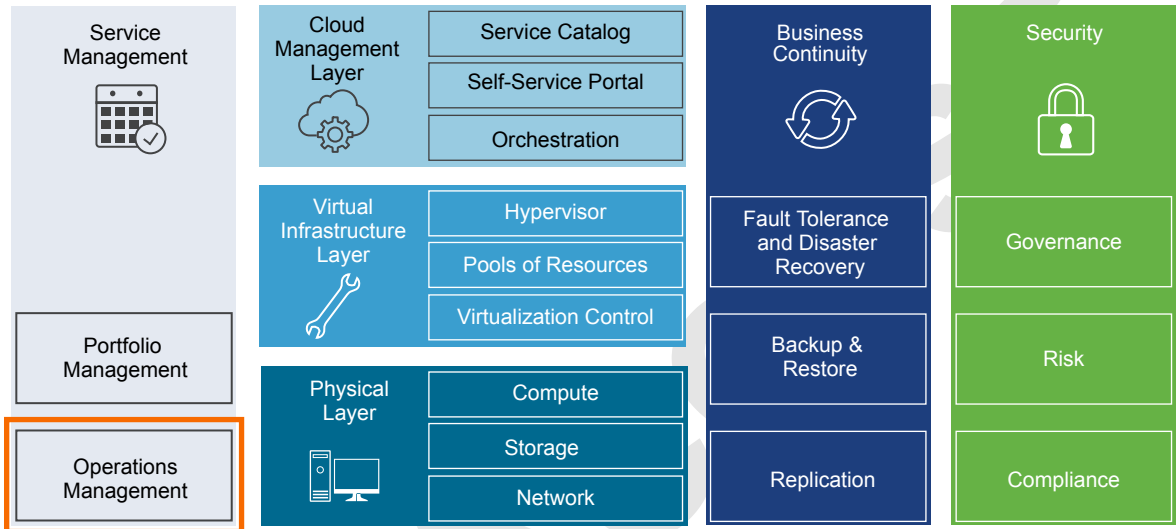 Service
Management
Portfolio
Management
Operations
Management
Cloud
Management
Layer
Service Catalog
Self-Service Portal
Orchestration
Virtual
Infrastructure
Layer
Hypervisor
Pools of Resources
Virtualization Control
Physical
Layer
Compute
Storage
Network
Business
Continuity
Fault Tolerance
and Disaster
Recovery
Backup &
Restore
Replication
Security
Governance
Risk
Compliance